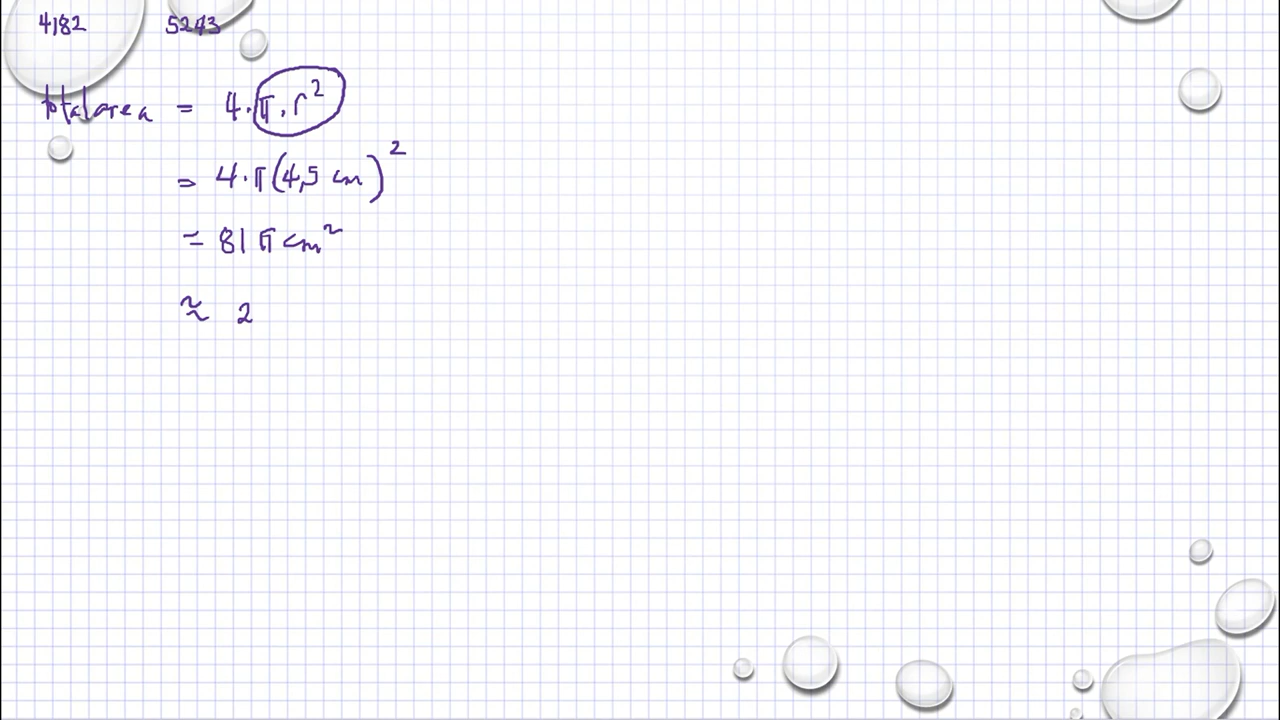 4182 5243
total area = 4·π·r²
= 4·π(4,5 cm)²
= 81 π cm²
≈ 2